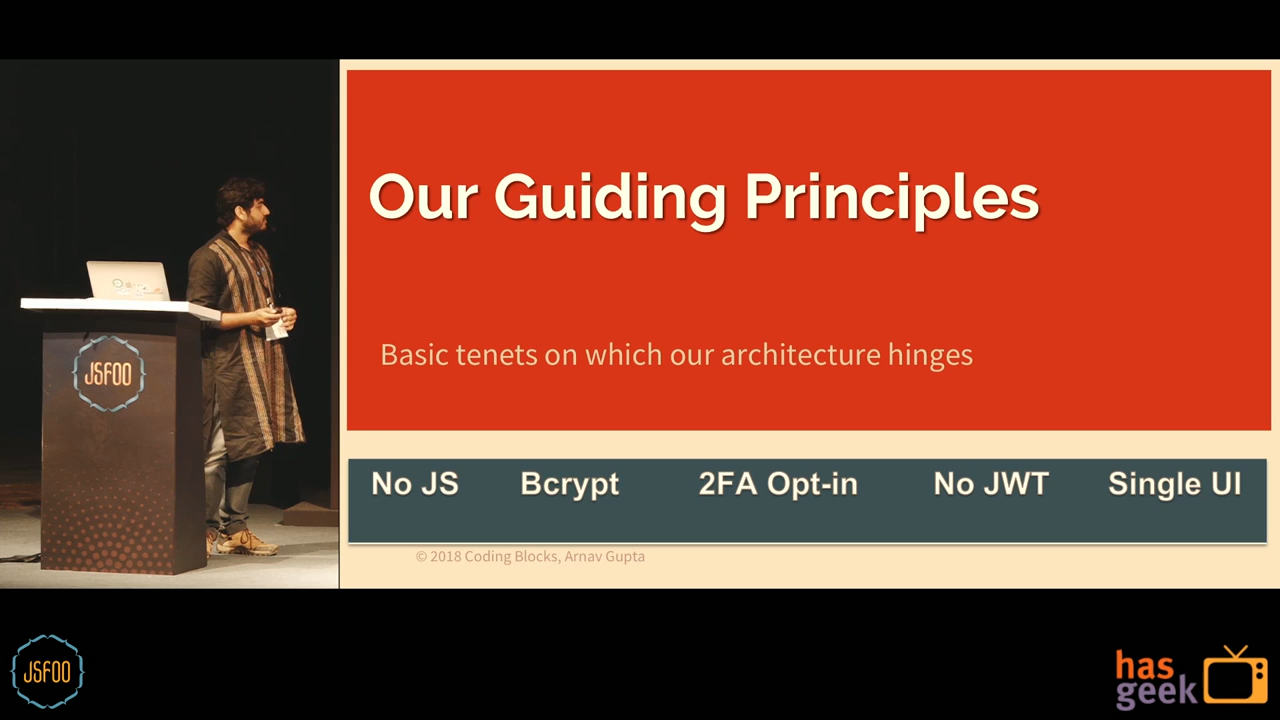 Our Guiding Principles
Basic tenets on which our architecture hinges
No JS Bcrypt 2FA Opt-in No JWT Single UI
© 2018 Coding Blocks, Arnav Gupta
JSFOO
JSFOO
has
geek